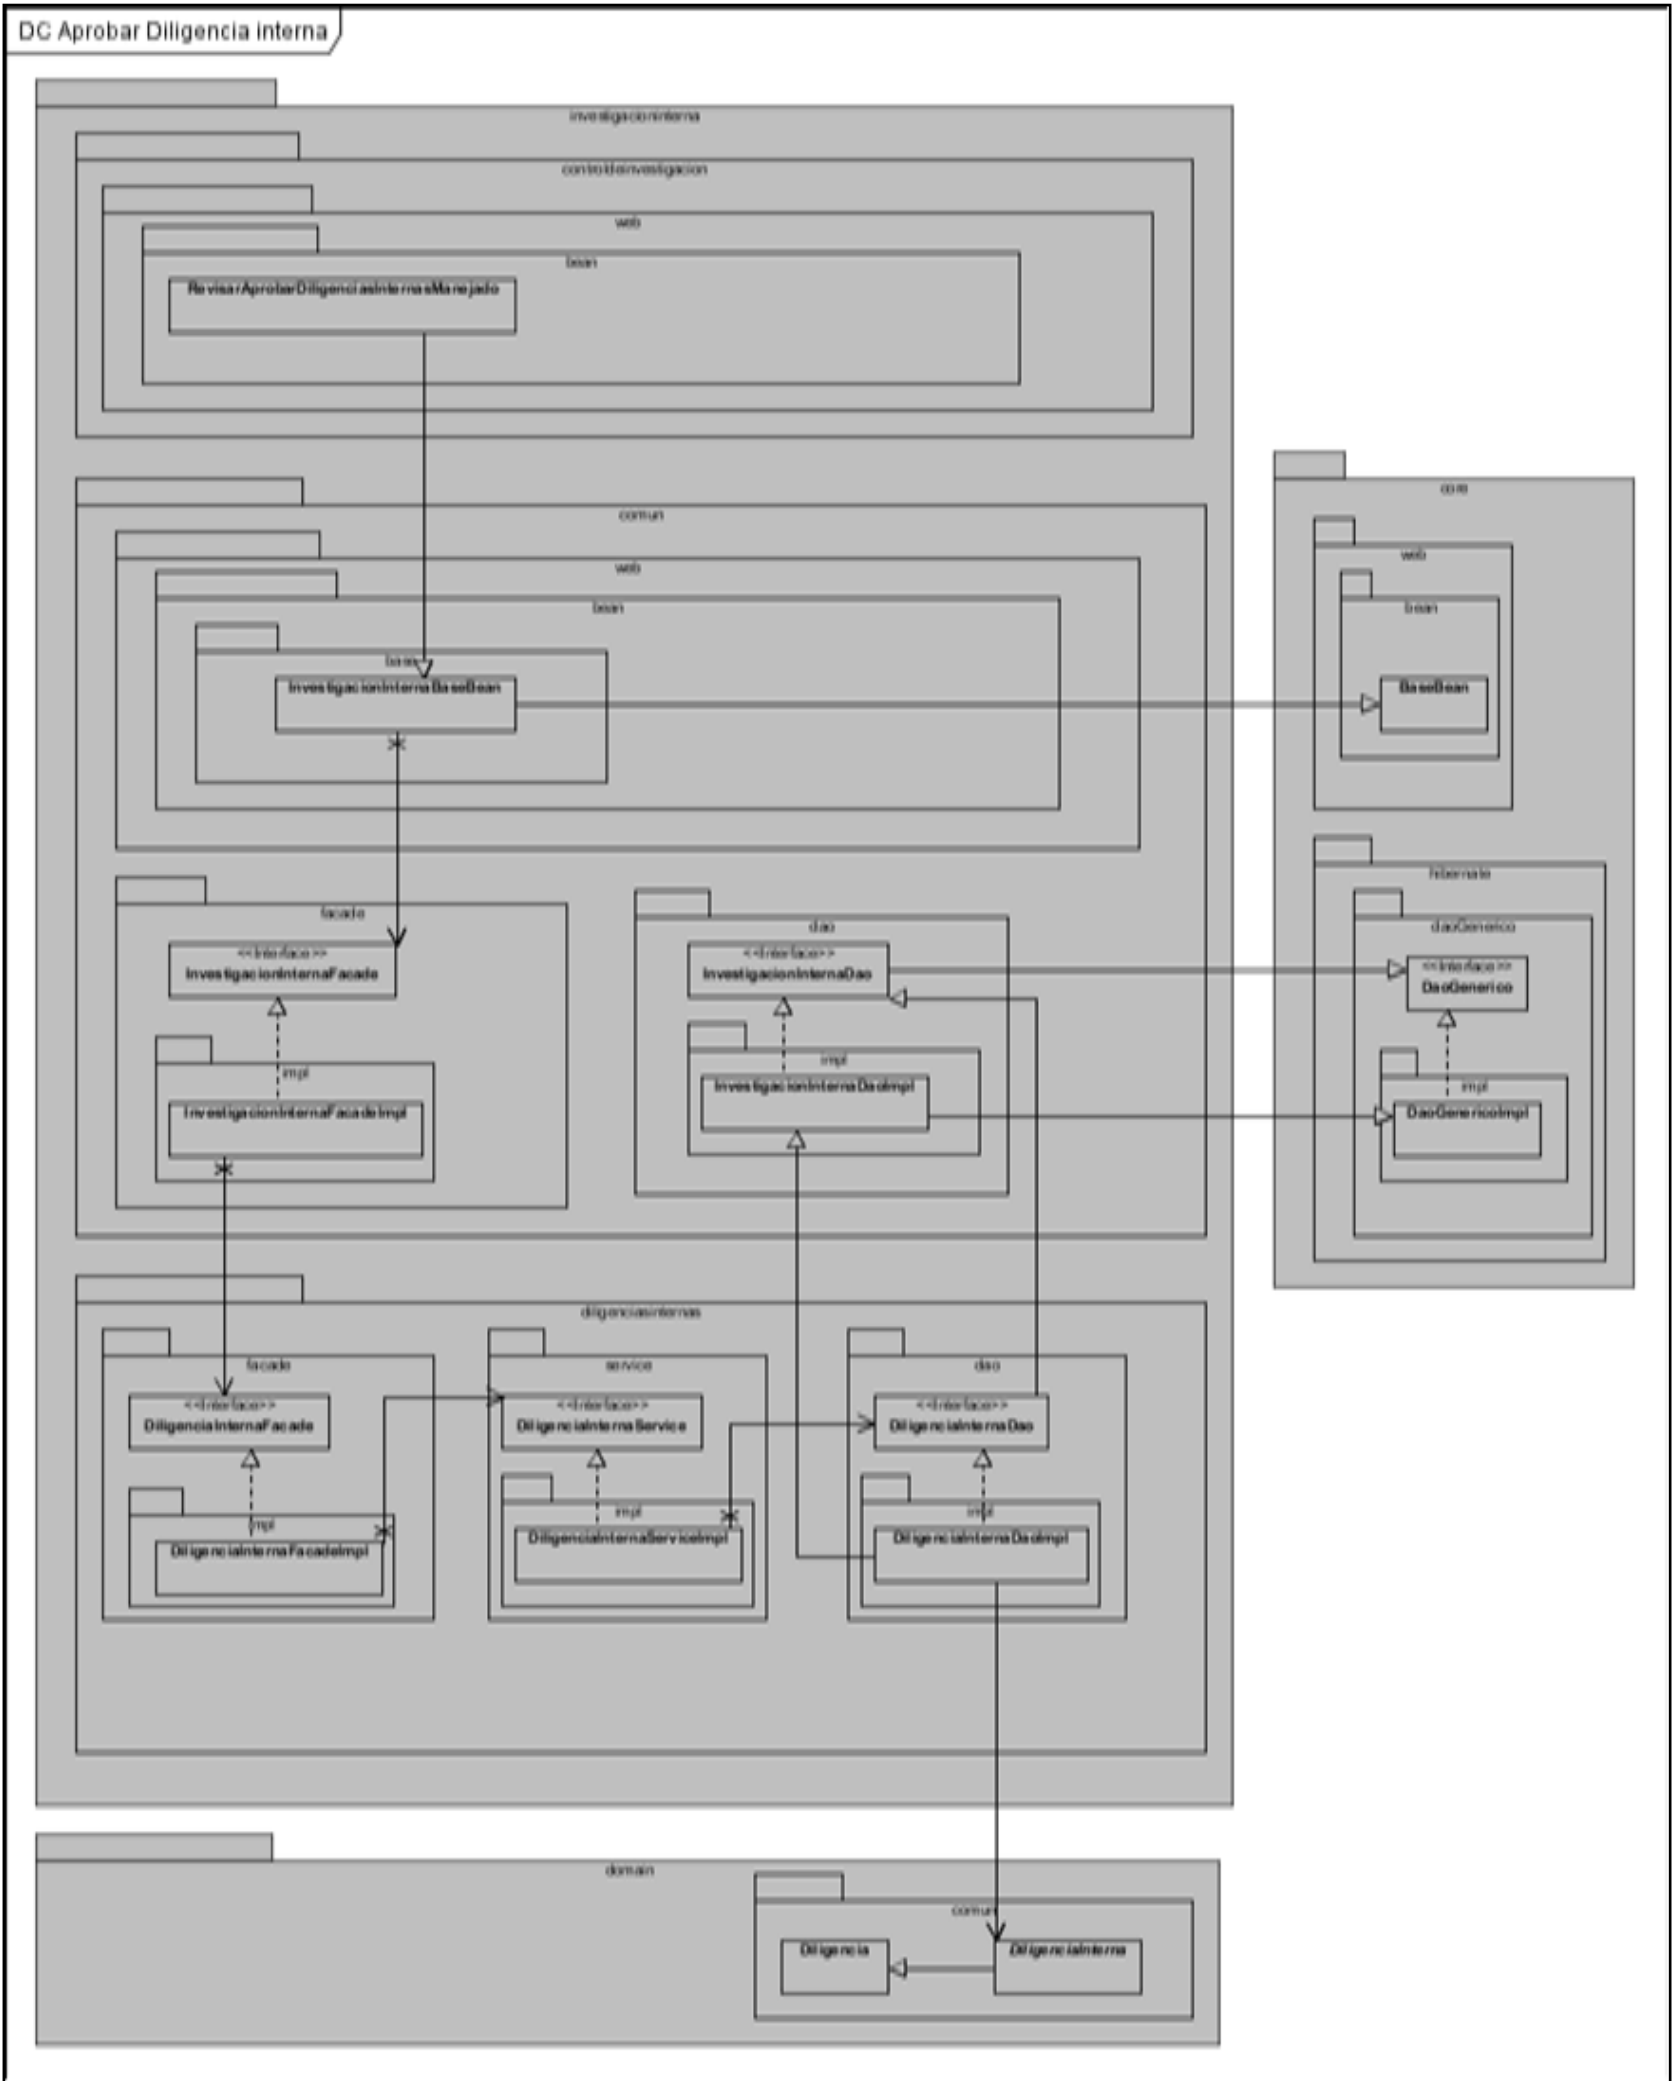 DC Aprobar Diligencia interna
investigacioninterna
controldeinvestigacion
web
bean
RevisarAprobarDiligenciasInternasManejado
comun
web
bean
base
InvestigacionInternaBaseBean
core
web
bean
BaseBean
facade
<<Interface>>
InvestigacionInternaFacade
impl
InvestigacionInternaFacadeImpl
dao
<<Interface>>
InvestigacionInternaDao
impl
InvestigacionInternaDaoImpl
hibernate
daoGenerico
<<Interface>>
DaoGenerico
impl
DaoGenericoImpl
diligenciasinternas
facade
<<Interface>>
DiligenciaInternaFacade
impl
DiligenciaInternaFacadeImpl
service
<<Interface>>
DiligenciaInternaService
impl
DiligenciaInternaServiceImpl
dao
<<Interface>>
DiligenciaInternaDao
impl
DiligenciaInternaDaoImpl
domain
comun
Diligencia
DiligenciaInterna